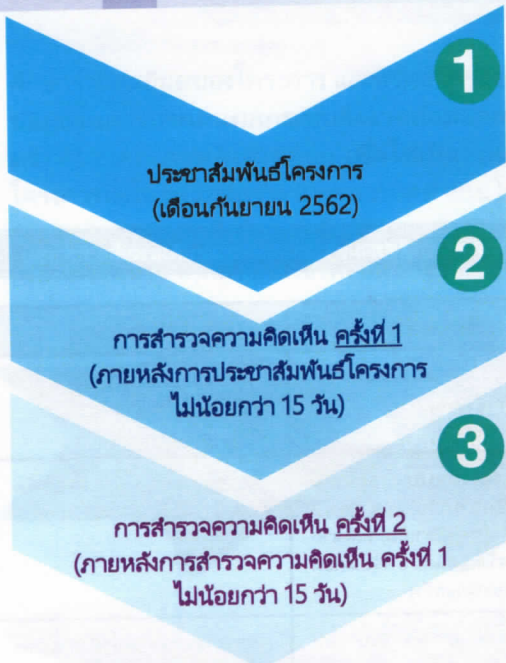 1
ประชาสัมพันธ์โครงการ
(เดือนกันยายน 2562)
2
การสำรวจความคิดเห็น ครั้งที่ 1
(ภายหลังการประชาสัมพันธ์โครงการ
ไม่น้อยกว่า 15 วัน)
3
การสำรวจความคิดเห็น ครั้งที่ 2
(ภายหลังการสำรวจความคิดเห็น ครั้งที่ 1
ไม่น้อยกว่า 15 วัน)